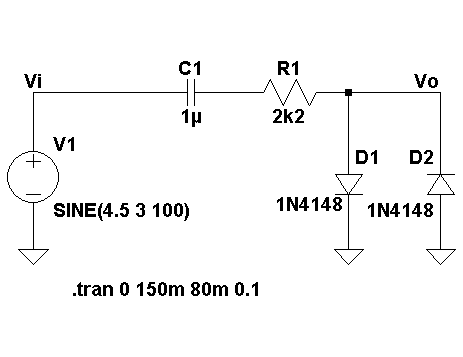 C1
R1
Vi
Vo
1µ
2k2
V1
D1
D2
1N4148
1N4148
SINE(4.5 3 100)
.tran 0 150m 80m 0.1